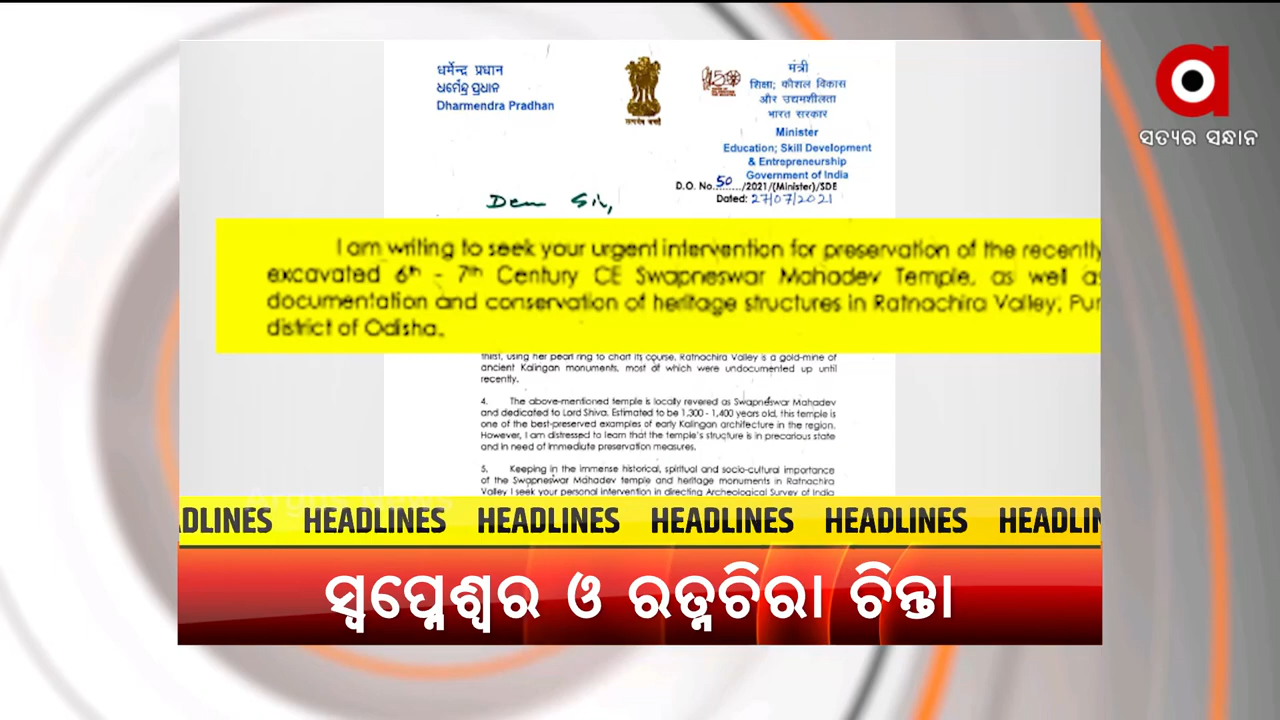 धर्मेन्द्र प्रधान
ଧର୍ମେନ୍ଦ୍ର ପ୍ରଧାନ
Dharmendra Pradhan
सत्यमेव जयते
मंत्री
शिक्षा; कौशल विकास
और उद्यमशीलता
भारत सरकार
Minister
Education; Skill Development
& Entrepreneurship
Government of India
D.O. No. 50 /2021/(Minister)/SDE
Dated: 27/07/2021
Dear Sir,
I am writing to seek your urgent intervention for preservation of the recently
excavated 6th - 7th Century CE Swapneswar Mahadev Temple, as well as
documentation and conservation of heritage structures in Ratnachira Valley, Pur
district of Odisha.
thirst, using her pearl ring to chart its course. Ratnachira Valley is a gold-mine of
ancient Kalingan monuments, most of which were undocumented up until
recently.
4. The above-mentioned temple is locally revered as Swapneswar Mahadev
and dedicated to Lord Shiva. Estimated to be 1,300 - 1,400 years old, this temple is
one of the best-preserved examples of early Kalingan architecture in the region.
However, I am distressed to learn that the temple's structure is in precarious state
and in need of immediate preservation measures.
5. Keeping in the immense historical, spiritual and socio-cultural importance
of the Swapneswar Mahadev temple and heritage monuments in Ratnachira
Valley I seek your personal intervention in directing Archeological Survey of India
Argus News
ADLINES HEADLINES HEADLINES HEADLINES HEADLINES HEADLIN
ସ୍ୱପ୍ନେଶ୍ୱର ଓ ରତ୍ନଚିରା ଚିନ୍ତା
a
ସତ୍ୟର ସନ୍ଧାନ